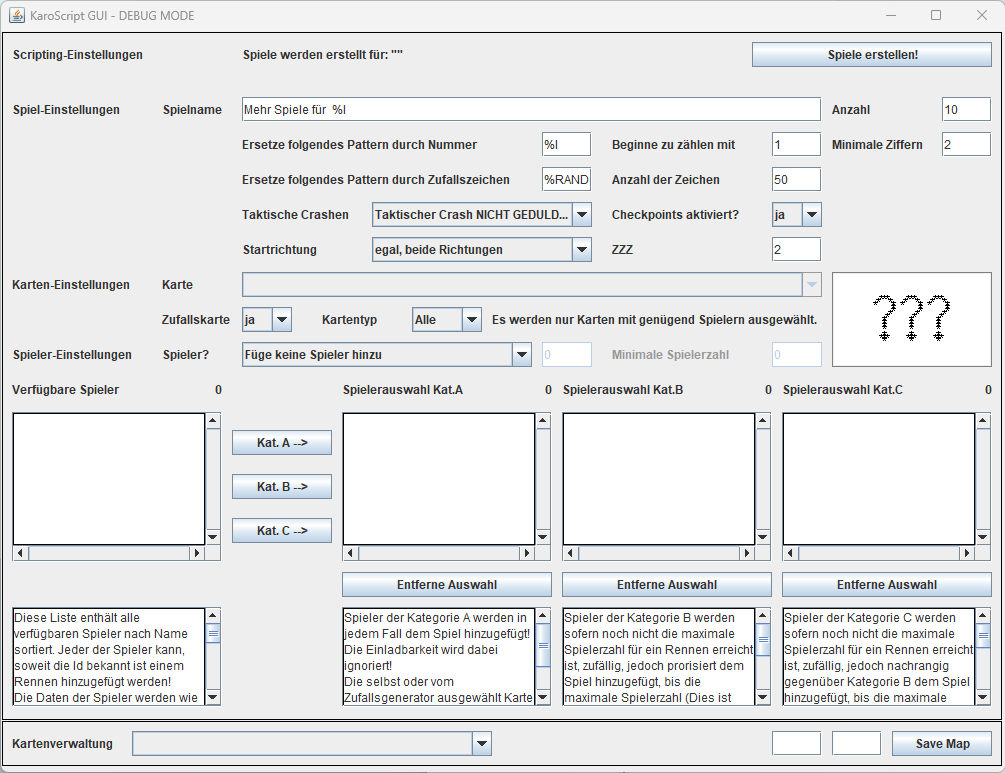 KaroScript GUI - DEBUG MODE
Scripting-Einstellungen Spiele werden erstellt für: "" Spiele erstellen!
Spiel-Einstellungen Spielname Mehr Spiele für %I Anzahl 10
Ersetze folgendes Pattern durch Nummer %I Beginne zu zählen mit 1 Minimale Ziffern 2
Ersetze folgendes Pattern durch Zufallszeichen %RAND Anzahl der Zeichen 50
Taktische Crashen Taktischer Crash NICHT GEDULD... Checkpoints aktiviert? ja
Startrichtung egal, beide Richtungen ZZZ 2
Karten-Einstellungen Karte
???
Zufallskarte ja Kartentyp Alle Es werden nur Karten mit genügend Spielern ausgewählt.
Spieler-Einstellungen Spieler? Füge keine Spieler hinzu 0 Minimale Spielerzahl 0
Verfügbare Spieler 0 Spielerauswahl Kat.A 0 Spielerauswahl Kat.B 0 Spielerauswahl Kat.C 0
Kat. A -->
Kat. B -->
Kat. C -->
Entferne Auswahl Entferne Auswahl Entferne Auswahl
Diese Liste enthält alle
verfügbaren Spieler nach Name
sortiert. Jeder der Spieler kann,
soweit die Id bekannt ist einem
Rennen hinzugefügt werden!
Die Daten der Spieler werden wie
Spieler der Kategorie A werden in
jedem Fall dem Spiel hinzugefügt!
Die Einladbarkeit wird dabei
ignoriert!
Die selbst oder vom
Zufallsgenerator ausgewählt Karte
Spieler der Kategorie B werden
sofern noch nicht die maximale
Spielerzahl für ein Rennen erreicht
ist, zufällig, jedoch prorisiert dem
Spiel hinzugefügt, bis die
maximale Spielerzahl (Dies ist
Spieler der Kategorie C werden
sofern noch nicht die maximale
Spielerzahl für ein Rennen erreicht
ist, zufällig, jedoch nachrangig
gegenüber Kategorie B dem Spiel
hinzugefügt, bis die maximale
Kartenverwaltung Save Map